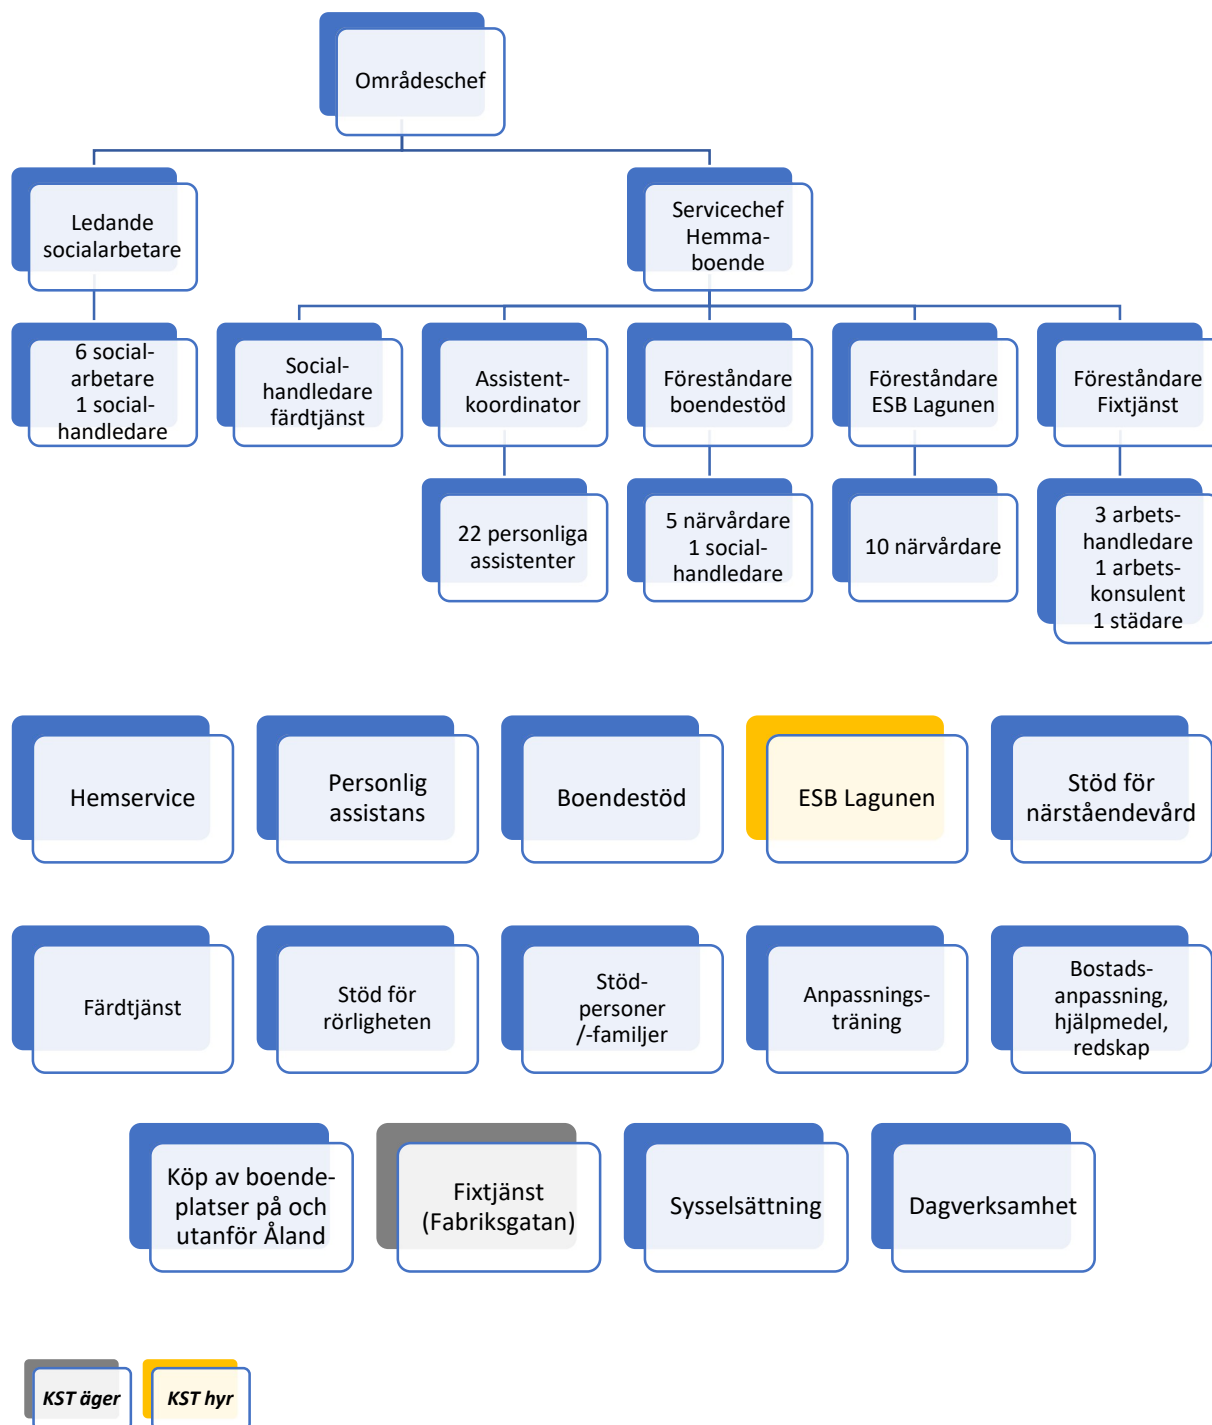 Områdeschef
Ledande
socialarbetare
Servicechef
Hemma-
boende
6 social-
arbetare
1 social-
handledare
Social-
handledare
färdtjänst
Assistent-
koordinator
Föreståndare
boendestöd
Föreståndare
ESB Lagunen
Föreståndare
Fixtjänst
22 personliga
assistenter
5 närvårdare
1 social-
handledare
10 närvårdare
3 arbets-
handledare
1 arbets-
konsulent
1 städare
Hemservice
Personlig
assistans
Boendestöd
ESB Lagunen
Stöd för
närståendevård
Färdtjänst
Stöd för
rörligheten
Stöd-
personer
/-familjer
Anpassnings-
träning
Bostads-
anpassning,
hjälpmedel,
redskap
Köp av boende-
platser på och
utanför Åland
Fixtjänst
(Fabriksgatan)
Sysselsättning
Dagverksamhet
KST äger
KST hyr